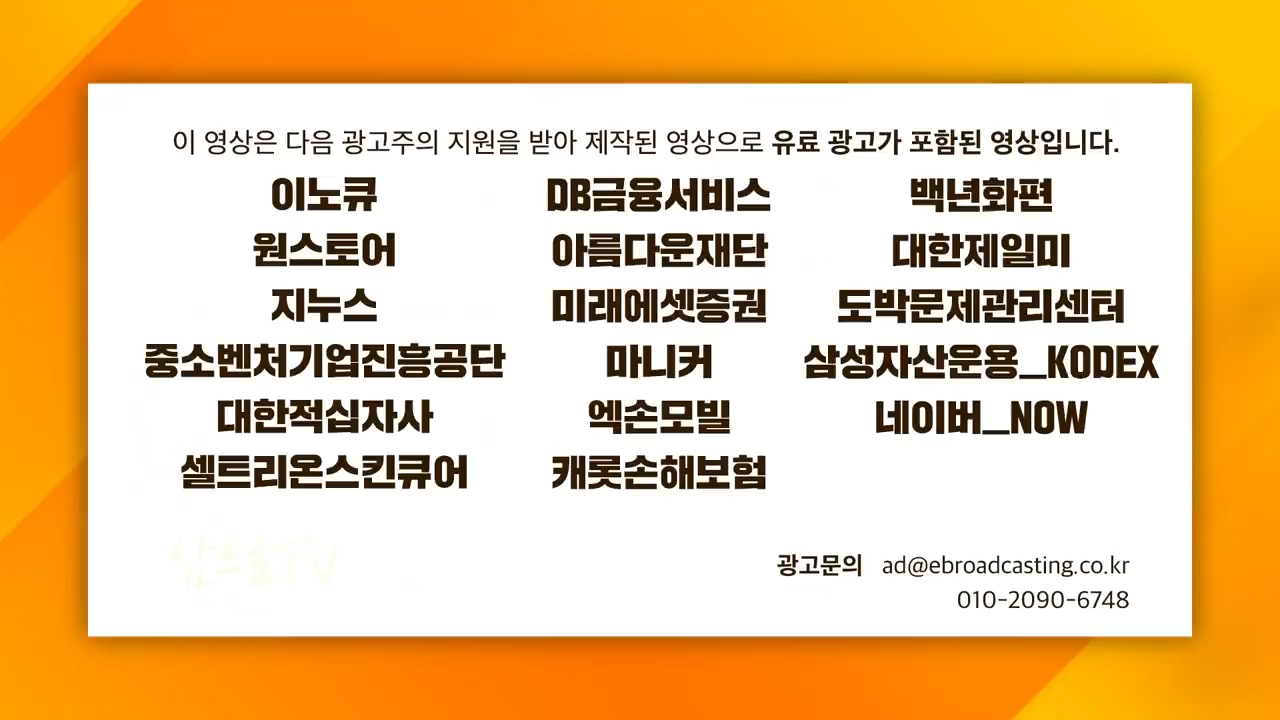 이 영상은 다음 광고주의 지원을 받아 제작된 영상으로 유료 광고가 포함된 영상입니다.
이노큐 DB금융서비스 백년화편
원스토어 아름다운재단 대한제일미
지누스 미래에셋증권 도박문제관리센터
중소벤처기업진흥공단 마니커 삼성자산운용_KODEX
대한적십자사 엑손모빌 네이버_NOW
셀트리온스킨큐어 캐롯손해보험
삼프로TV
광고문의 ad@ebroadcasting.co.kr
010-2090-6748